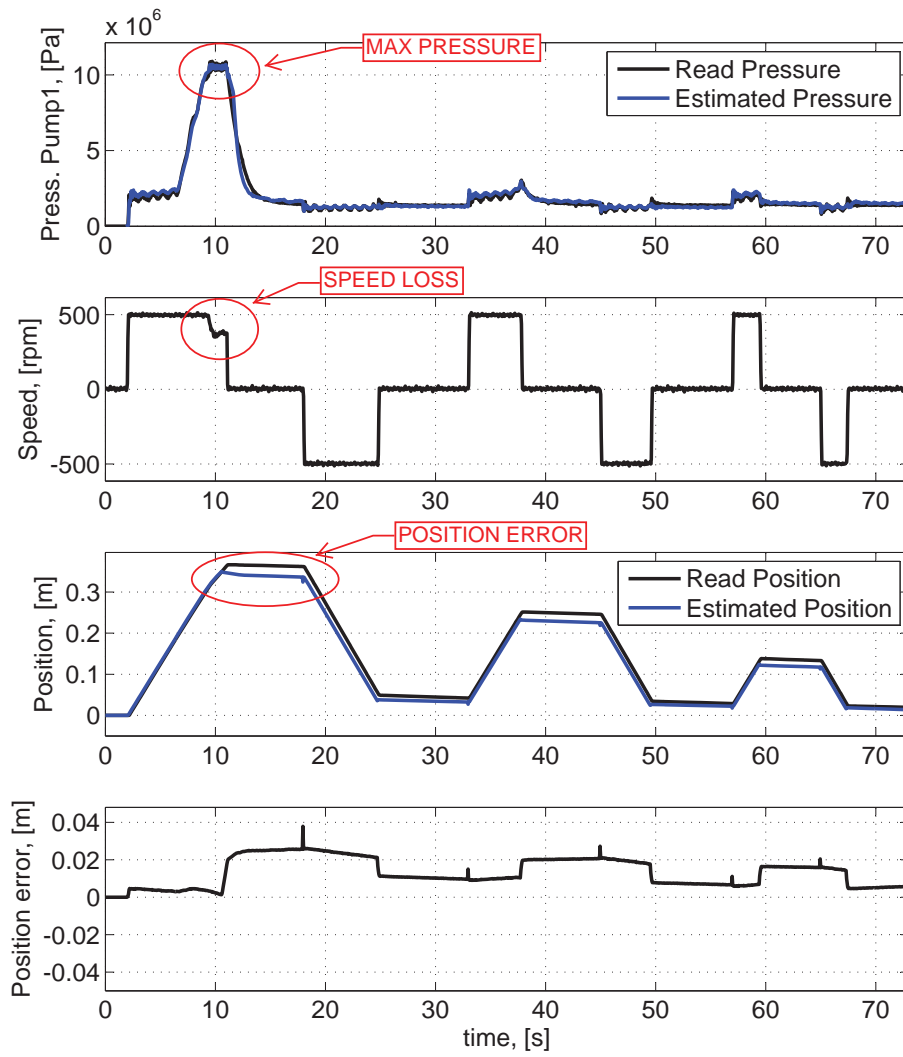 x 10^6
MAX PRESSURE
Press. Pump1, [Pa]
10
5
0
Read Pressure
Estimated Pressure
0 10 20 30 40 50 60 70
SPEED LOSS
Speed, [rpm]
500
0
-500
0 10 20 30 40 50 60 70
POSITION ERROR
Position, [m]
0.3
0.2
0.1
0
Read Position
Estimated Position
0 10 20 30 40 50 60 70
Position error, [m]
0.04
0.02
0
-0.02
-0.04
0 10 20 30 40 50 60 70
time, [s]